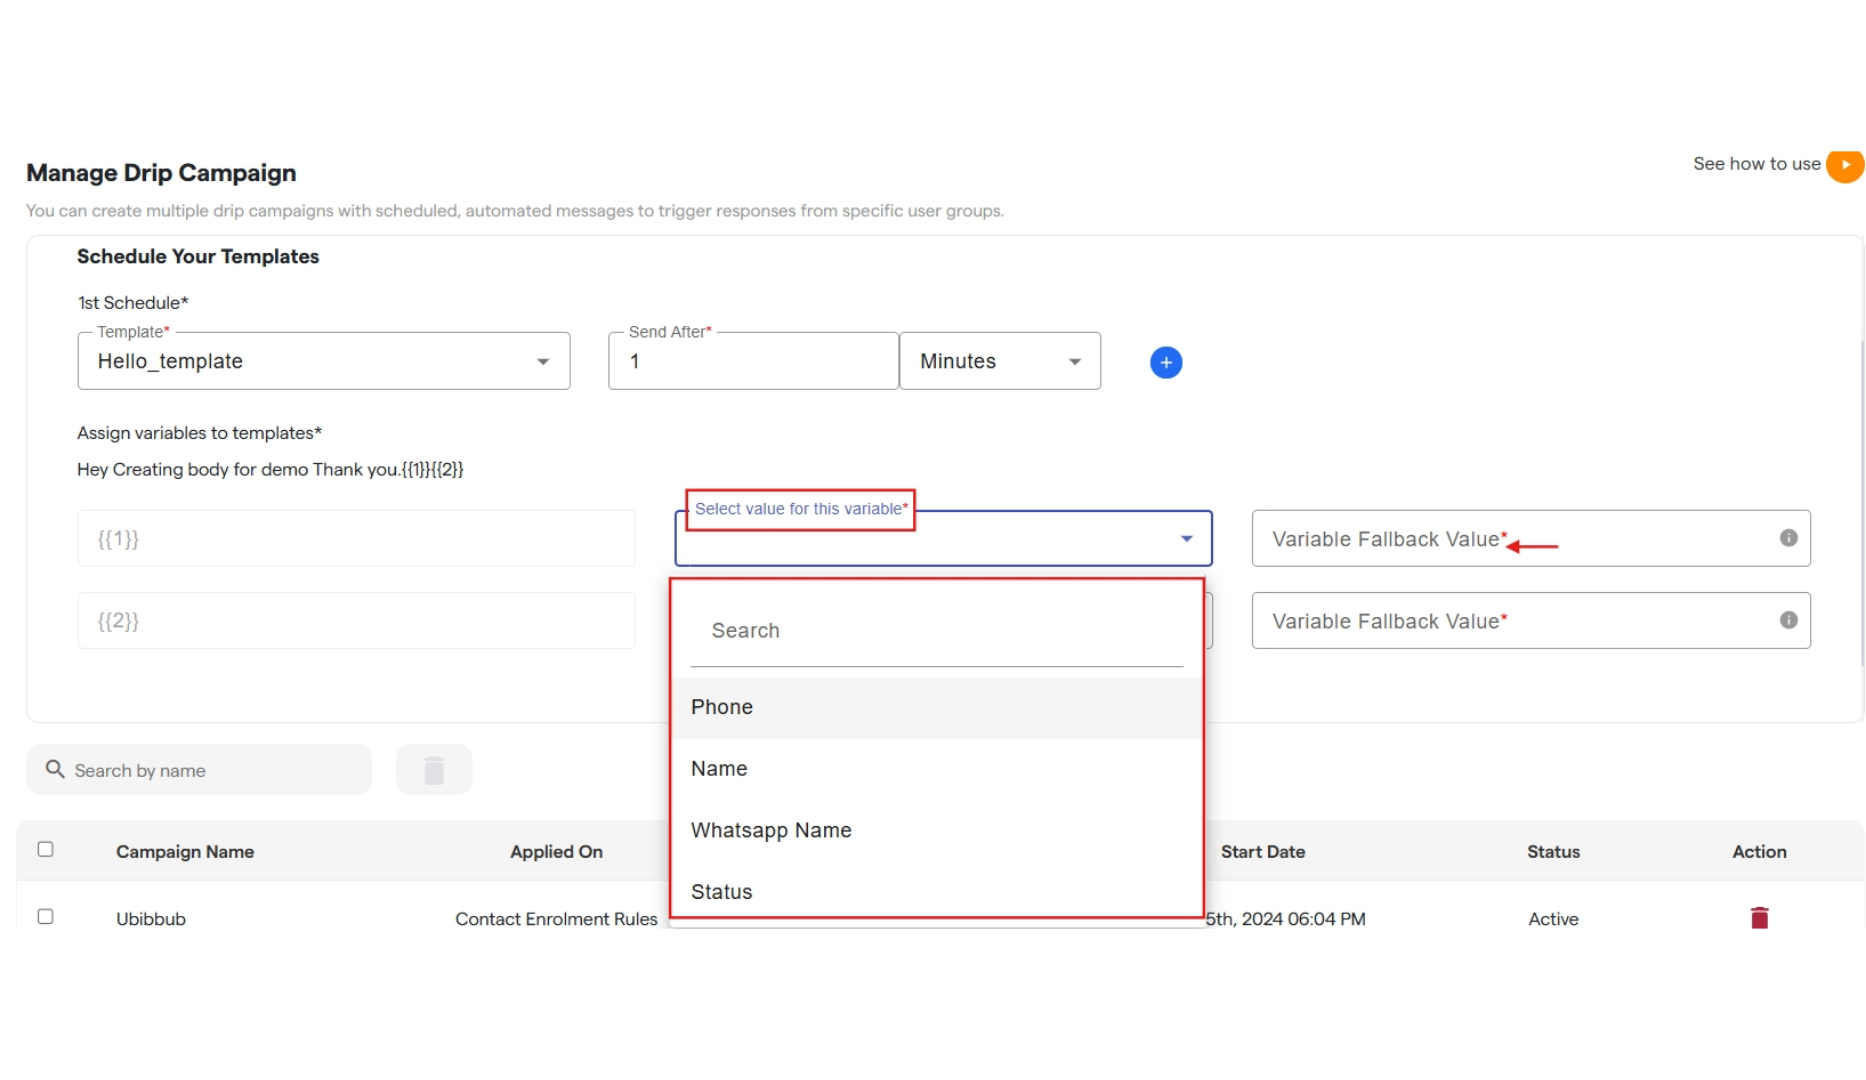 See how to use
Manage Drip Campaign
You can create multiple drip campaigns with scheduled, automated messages to trigger responses from specific user groups.
Schedule Your Templates
1st Schedule*
Template*
Send After*
Hello_template
1
Minutes
Assign variables to templates*
Hey Creating body for demo Thank you.{{1}}{{2}}
Select value for this variable*
{{1}}
Variable Fallback Value*
{{2}}
Variable Fallback Value*
Search
Phone
Name
Whatsapp Name
Status
Search by name
Campaign Name
Applied On
Start Date
Status
Action
Ubibbub
Contact Enrolment Rules
5th, 2024 06:04 PM
Active